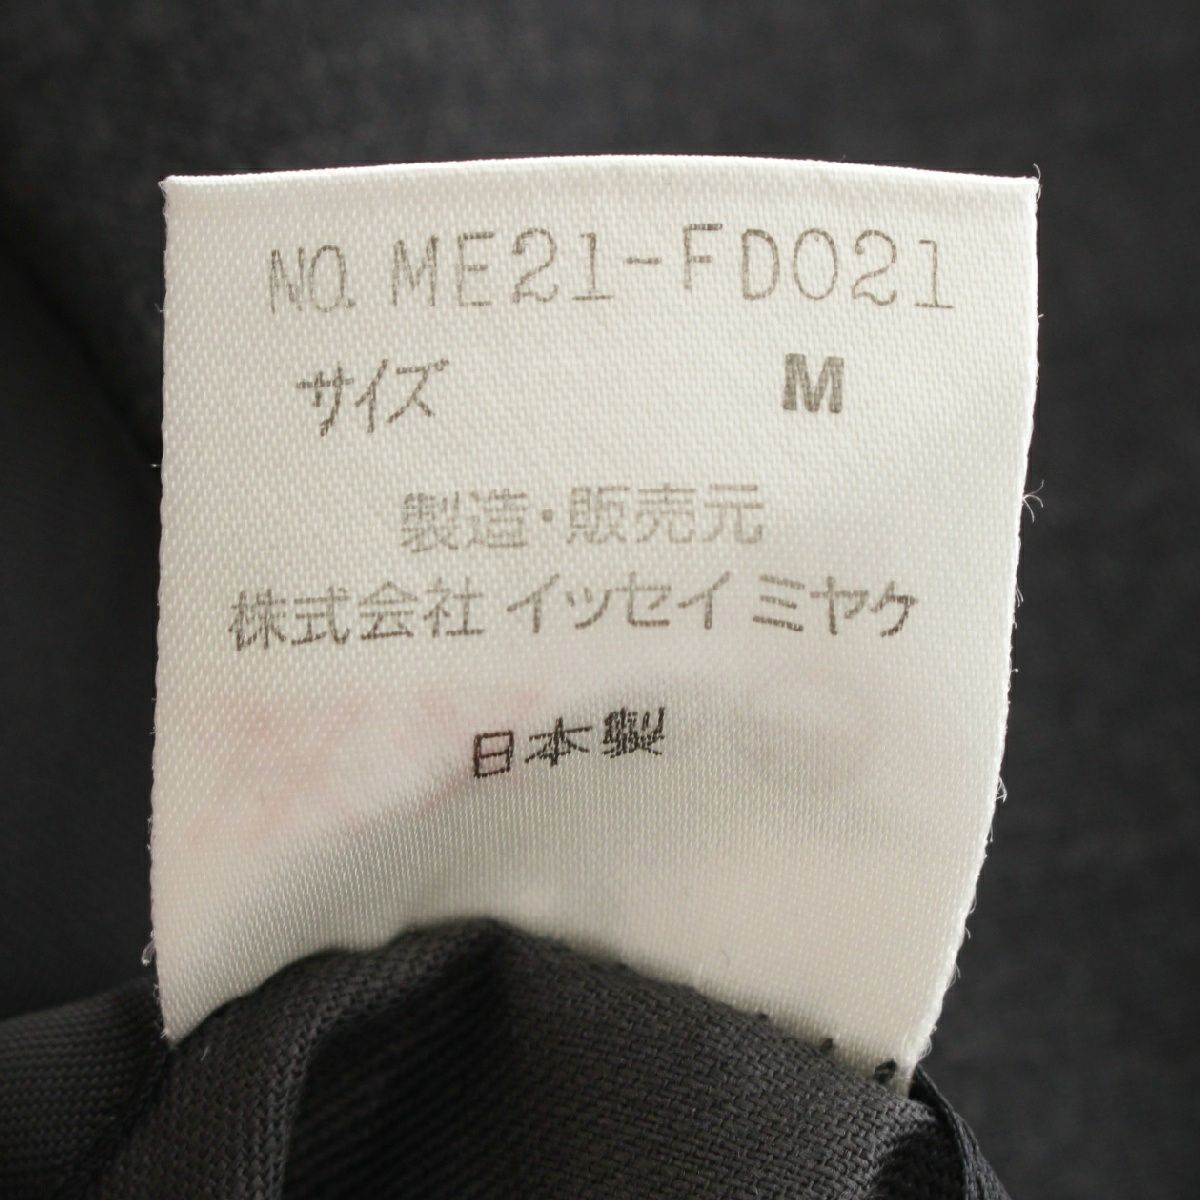 NO. ME21-FD021
サイズ M
製造・販売元
株式会社 イッセイ ミヤケ
日本製